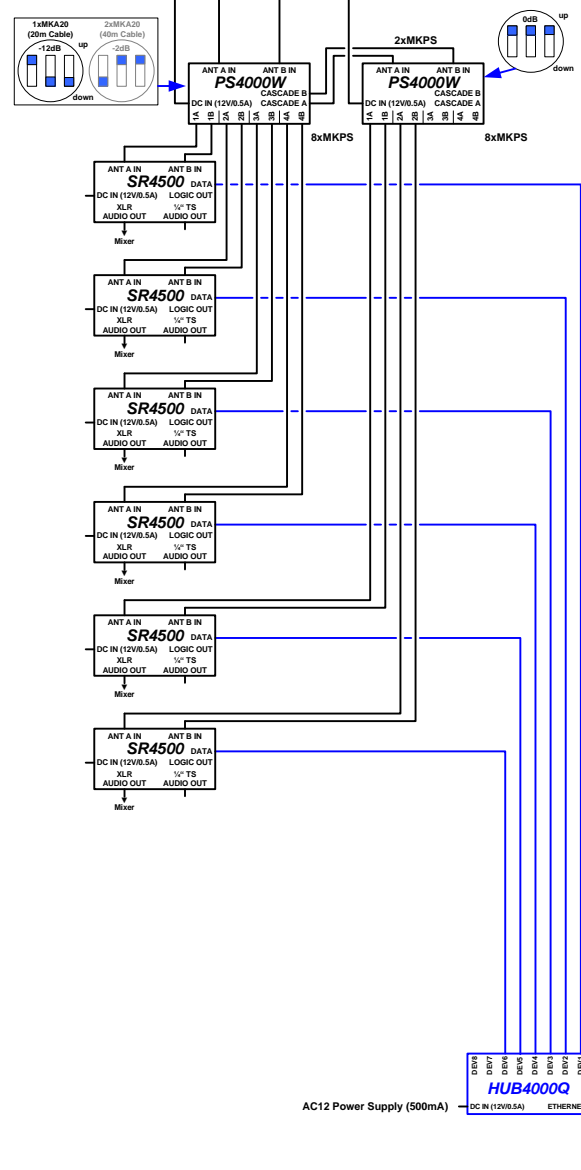 1xMKA20
(20m Cable)
-12dB
up
down
2xMKA20
(40m Cable)
-2dB
2xMKPS
0dB
up
down
ANT A IN ANT B IN
PS4000W
CASCADE B
DC IN (12V/0.5A) CASCADE A
1A 1B 2A 2B 3A 3B 4A 4B
8xMKPS
ANT A IN ANT B IN
PS4000W
CASCADE B
DC IN (12V/0.5A) CASCADE A
1A 1B 2A 2B 3A 3B 4A 4B
8xMKPS
ANT A IN ANT B IN
SR4500 DATA
DC IN (12V/0.5A) LOGIC OUT
XLR ¼" TS
AUDIO OUT AUDIO OUT
Mixer
ANT A IN ANT B IN
SR4500 DATA
DC IN (12V/0.5A) LOGIC OUT
XLR ¼" TS
AUDIO OUT AUDIO OUT
Mixer
ANT A IN ANT B IN
SR4500 DATA
DC IN (12V/0.5A) LOGIC OUT
XLR ¼" TS
AUDIO OUT AUDIO OUT
Mixer
ANT A IN ANT B IN
SR4500 DATA
DC IN (12V/0.5A) LOGIC OUT
XLR ¼" TS
AUDIO OUT AUDIO OUT
Mixer
ANT A IN ANT B IN
SR4500 DATA
DC IN (12V/0.5A) LOGIC OUT
XLR ¼" TS
AUDIO OUT AUDIO OUT
Mixer
ANT A IN ANT B IN
SR4500 DATA
DC IN (12V/0.5A) LOGIC OUT
XLR ¼" TS
AUDIO OUT AUDIO OUT
Mixer
DEV8 DEV7 DEV6 DEV5 DEV4 DEV3 DEV2 DEV1
HUB4000Q
AC12 Power Supply (500mA) DC IN (12V/0.5A) ETHERNE